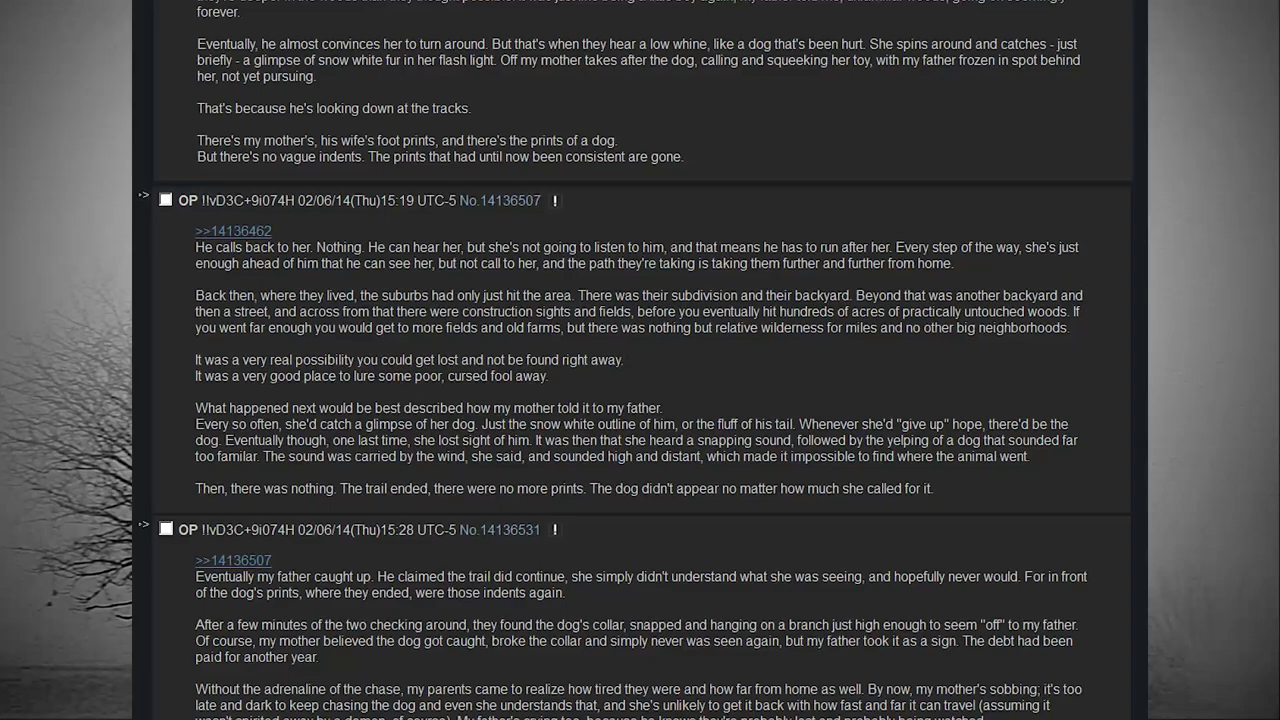 forever.
Eventually, he almost convinces her to turn around. But that's when they hear a low whine, like a dog that's been hurt. She spins around and catches - just
briefly - a glimpse of snow white fur in her flash light. Off my mother takes after the dog, calling and squeeking her toy, with my father frozen in spot behind
her, not yet pursuing.
That's because he's looking down at the tracks.
There's my mother's, his wife's foot prints, and there's the prints of a dog.
But there's no vague indents. The prints that had until now been consistent are gone.
OP !!vD3C+9i074H 02/06/14(Thu)15:19 UTC-5 No.14136507 !
>>14136462
He calls back to her. Nothing. He can hear her, but she's not going to listen to him, and that means he has to run after her. Every step of the way, she's just
enough ahead of him that he can see her, but not call to her, and the path they're taking is taking them further and further from home.
Back then, where they lived, the suburbs had only just hit the area. There was their subdivision and their backyard. Beyond that was another backyard and
then a street, and across from that there were construction sights and fields, before you eventually hit hundreds of acres of practically untouched woods. If
you went far enough you would get to more fields and old farms, but there was nothing but relative wilderness for miles and no other big neighborhoods.
It was a very real possibility you could get lost and not be found right away.
It was a very good place to lure some poor, cursed fool away.
What happened next would be best described how my mother told it to my father.
Every so often, she'd catch a glimpse of her dog. Just the snow white outline of him, or the fluff of his tail. Whenever she'd "give up" hope, there'd be the
dog. Eventually though, one last time, she lost sight of him. It was then that she heard a snapping sound, followed by the yelping of a dog that sounded far
too familar. The sound was carried by the wind, she said, and sounded high and distant, which made it impossible to find where the animal went.
Then, there was nothing. The trail ended, there were no more prints. The dog didn't appear no matter how much she called for it.
OP !!vD3C+9i074H 02/06/14(Thu)15:28 UTC-5 No.14136531 !
>>14136507
Eventually my father caught up. He claimed the trail did continue, she simply didn't understand what she was seeing, and hopefully never would. For in front
of the dog's prints, where they ended, were those indents again.
After a few minutes of the two checking around, they found the dog's collar, snapped and hanging on a branch just high enough to seem "off" to my father.
Of course, my mother believed the dog got caught, broke the collar and simply never was seen again, but my father took it as a sign. The debt had been
paid for another year.
Without the adrenaline of the chase, my parents came to realize how tired they were and how far from home as well. By now, my mother's sobbing; it's too
late and dark to keep chasing the dog and even she understands that, and she's unlikely to get it back with how fast and far it can travel (assuming it